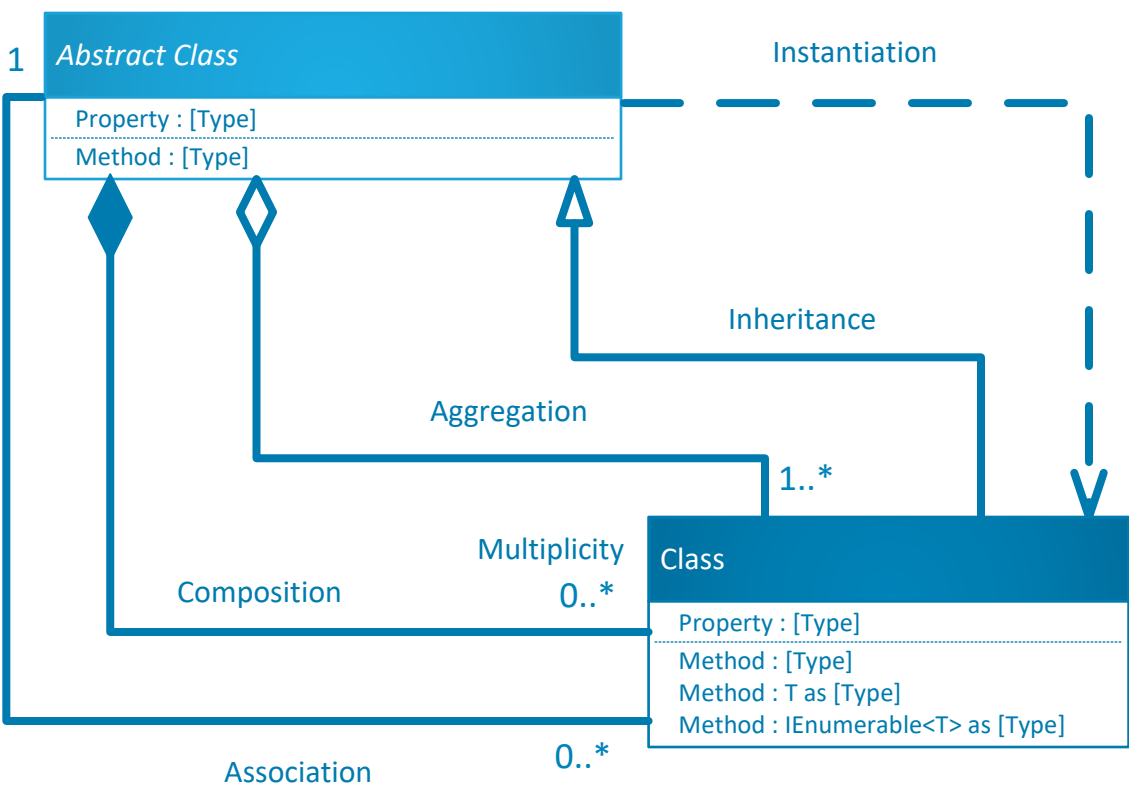 1
Abstract Class
Property : [Type]
Method : [Type]
Instantiation
Inheritance
Aggregation
1..*
Multiplicity
0..*
Composition
Class
Property : [Type]
Method : [Type]
Method : T as [Type]
Method : IEnumerable<T> as [Type]
0..*
Association